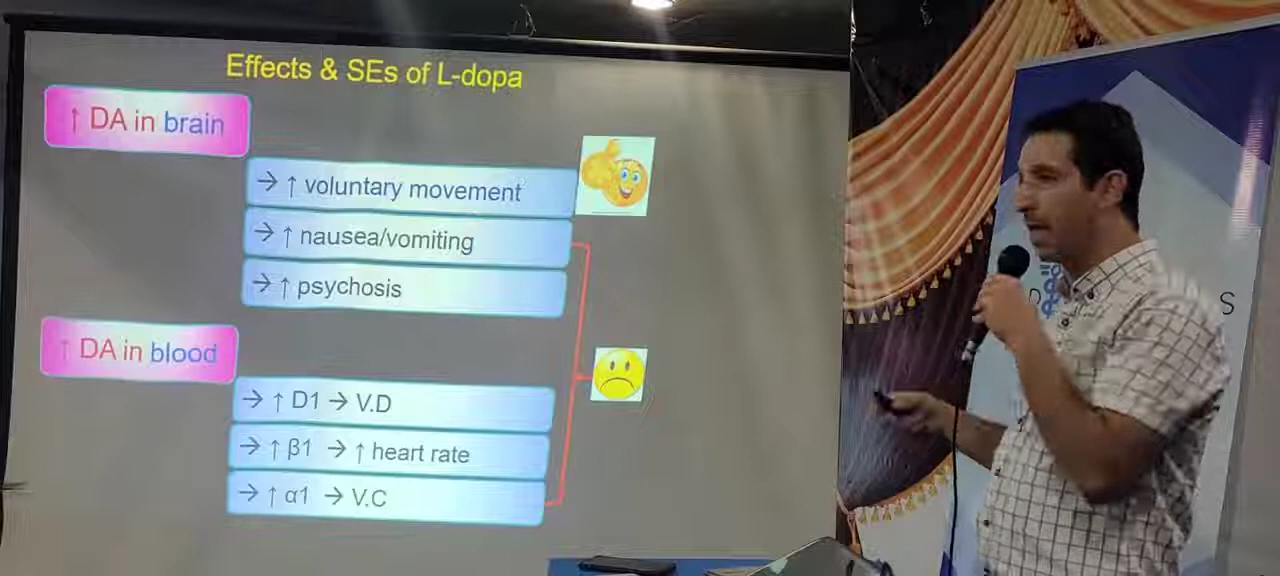 Effects & SEs of L-dopa
↑ DA in brain
→ ↑ voluntary movement
→ ↑ nausea/vomiting
→ ↑ psychosis
↑ DA in blood
→ ↑ D1 → V.D
→ ↑ β1 → ↑ heart rate
→ ↑ α1 → V.C
D
S